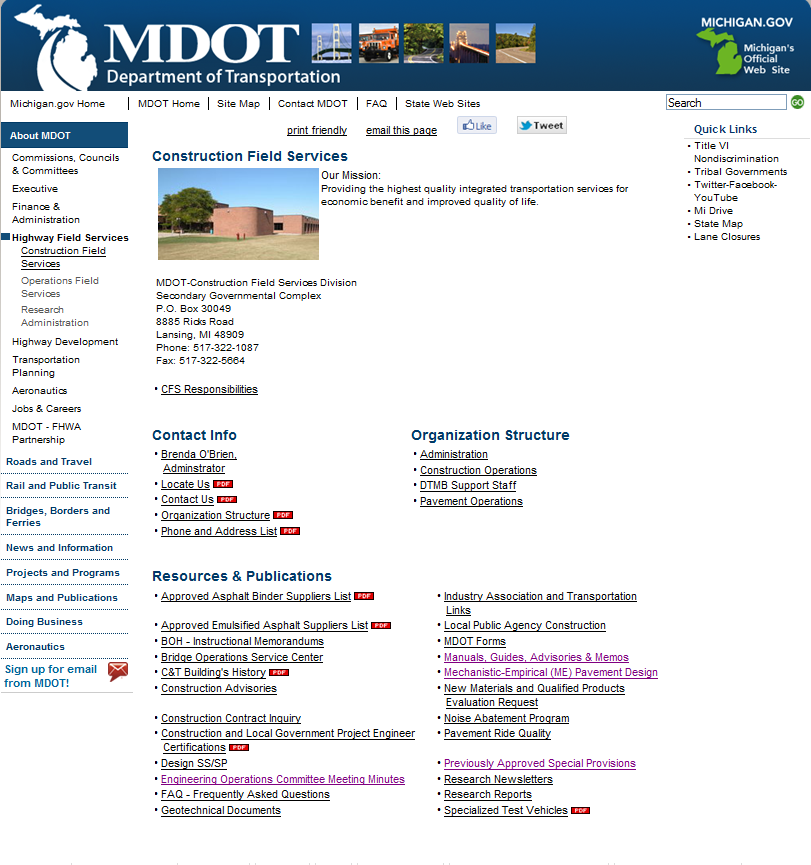 MDOT
Department of Transportation
MICHIGAN.GOV
Michigan's
Official
Web Site
Michigan.gov Home
MDOT Home
Site Map
Contact MDOT
FAQ
State Web Sites
Search
GO
print friendly
email this page
Like
Tweet
About MDOT
Commissions, Councils
& Committees
Executive
Finance &
Administration
Highway Field Services
Construction Field
Services
Operations Field
Services
Research
Administration
Highway Development
Transportation
Planning
Aeronautics
Jobs & Careers
MDOT - FHWA
Partnership
Roads and Travel
Rail and Public Transit
Bridges, Borders and
Ferries
News and Information
Projects and Programs
Maps and Publications
Doing Business
Aeronautics
Sign up for email
from MDOT!
Construction Field Services
Our Mission:
Providing the highest quality integrated transportation services for
economic benefit and improved quality of life.
MDOT-Construction Field Services Division
Secondary Governmental Complex
P.O. Box 30049
8885 Ricks Road
Lansing, MI 48909
Phone: 517-322-1087
Fax: 517-322-5664
• CFS Responsibilities
Contact Info
• Brenda O'Brien,
Adminstrator
• Locate Us PDF
• Contact Us PDF
• Organization Structure PDF
• Phone and Address List PDF
Organization Structure
• Administration
• Construction Operations
• DTMB Support Staff
• Pavement Operations
Resources & Publications
• Approved Asphalt Binder Suppliers List PDF
• Approved Emulsified Asphalt Suppliers List PDF
• BOH - Instructional Memorandums
• Bridge Operations Service Center
• C&T Building's History PDF
• Construction Advisories
• Construction Contract Inquiry
• Construction and Local Government Project Engineer
Certifications PDF
• Design SS/SP
• Engineering Operations Committee Meeting Minutes
• FAQ - Frequently Asked Questions
• Geotechnical Documents
• Industry Association and Transportation
Links
• Local Public Agency Construction
• MDOT Forms
• Manuals, Guides, Advisories & Memos
• Mechanistic-Empirical (ME) Pavement Design
• New Materials and Qualified Products
Evaluation Request
• Noise Abatement Program
• Pavement Ride Quality
• Previously Approved Special Provisions
• Research Newsletters
• Research Reports
• Specialized Test Vehicles PDF
Quick Links
• Title VI
Nondiscrimination
• Tribal Governments
• Twitter-Facebook-
YouTube
• Mi Drive
• State Map
• Lane Closures